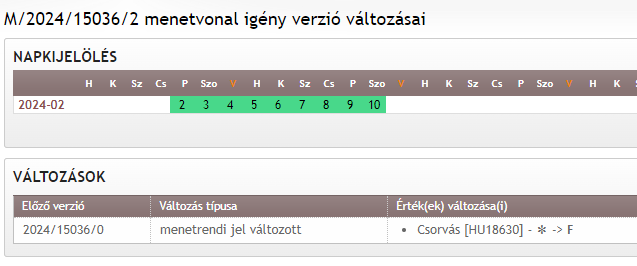 M/2024/15036/2 menetvonal igény verzió változásai
NAPKIJELÖLÉS
H K Sz Cs P Szo V H K Sz Cs P Szo V H K Sz Cs P Szo V H K S
2024-02 2 3 4 5 6 7 8 9 10
VÁLTOZÁSOK
Előző verzió Változás típusa Érték(ek) változása(i)
2024/15036/0 menetrendi jel változott • Csorvás [HU18630] - ✻ -> F